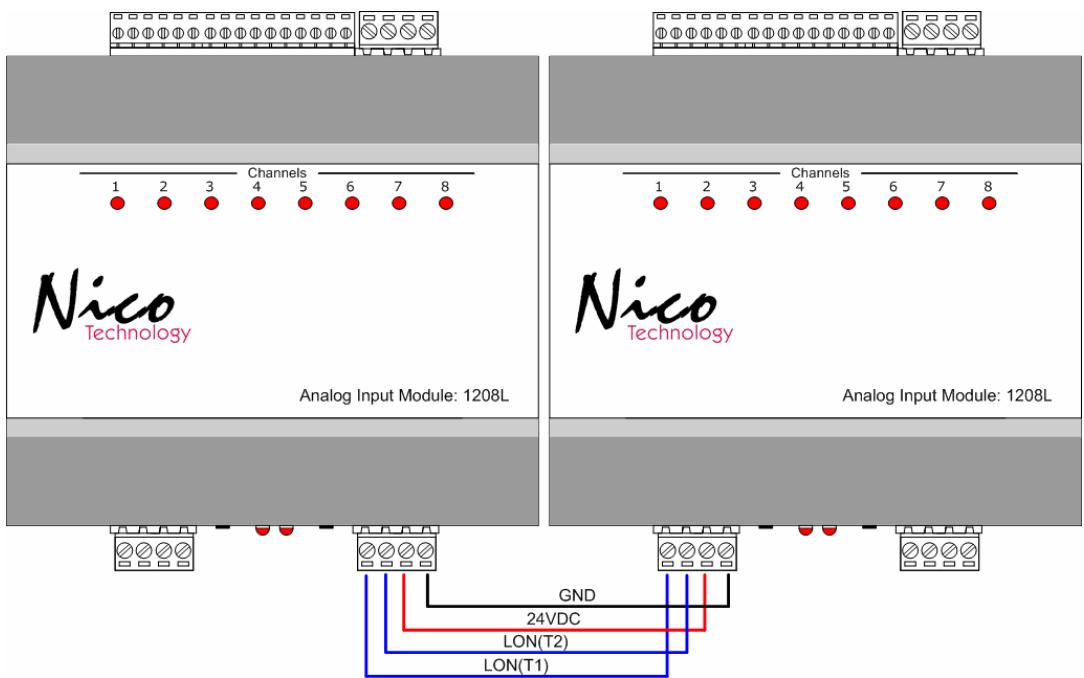 Channels
1 2 3 4 5 6 7 8
Nico
Technology
Analog Input Module: 1208L
Channels
1 2 3 4 5 6 7 8
Nico
Technology
Analog Input Module: 1208L
GND
24VDC
LON(T2)
LON(T1)